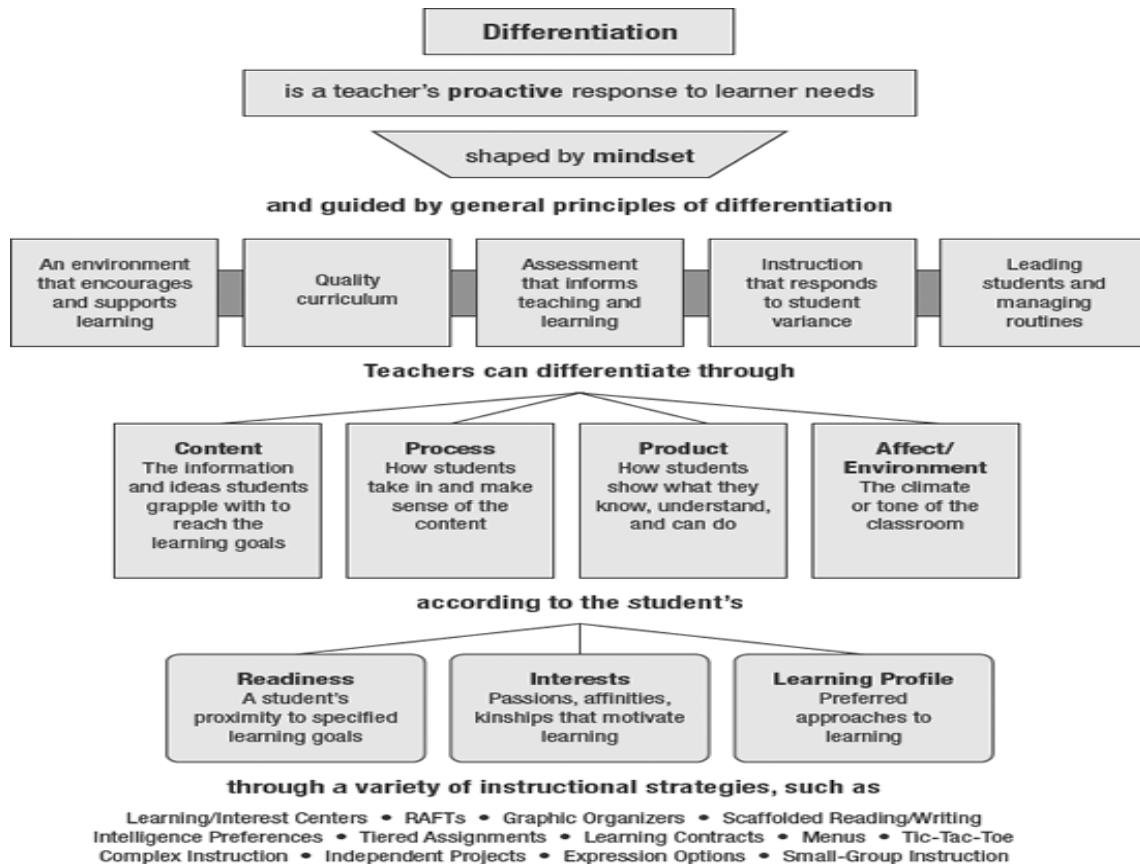 Differentiation
is a teacher's proactive response to learner needs
shaped by mindset
and guided by general principles of differentiation
An environment
that encourages
and supports
learning
Quality
curriculum
Assessment
that informs
teaching and
learning
Instruction
that responds
to student
variance
Leading
students and
managing
routines
Teachers can differentiate through
Content
The information
and ideas students
grapple with to
reach the
learning goals
Process
How students
take in and make
sense of the
content
Product
How students
show what they
know, understand,
and can do
Affect/
Environment
The climate
or tone of the
classroom
according to the student's
Readiness
A student's
proximity to specified
learning goals
Interests
Passions, affinities,
kinships that motivate
learning
Learning Profile
Preferred
approaches to
learning
through a variety of instructional strategies, such as
Learning/Interest Centers • RAFTs • Graphic Organizers • Scaffolded Reading/Writing
Intelligence Preferences • Tiered Assignments • Learning Contracts • Menus • Tic-Tac-Toe
Complex Instruction • Independent Projects • Expression Options • Small-Group Instruction